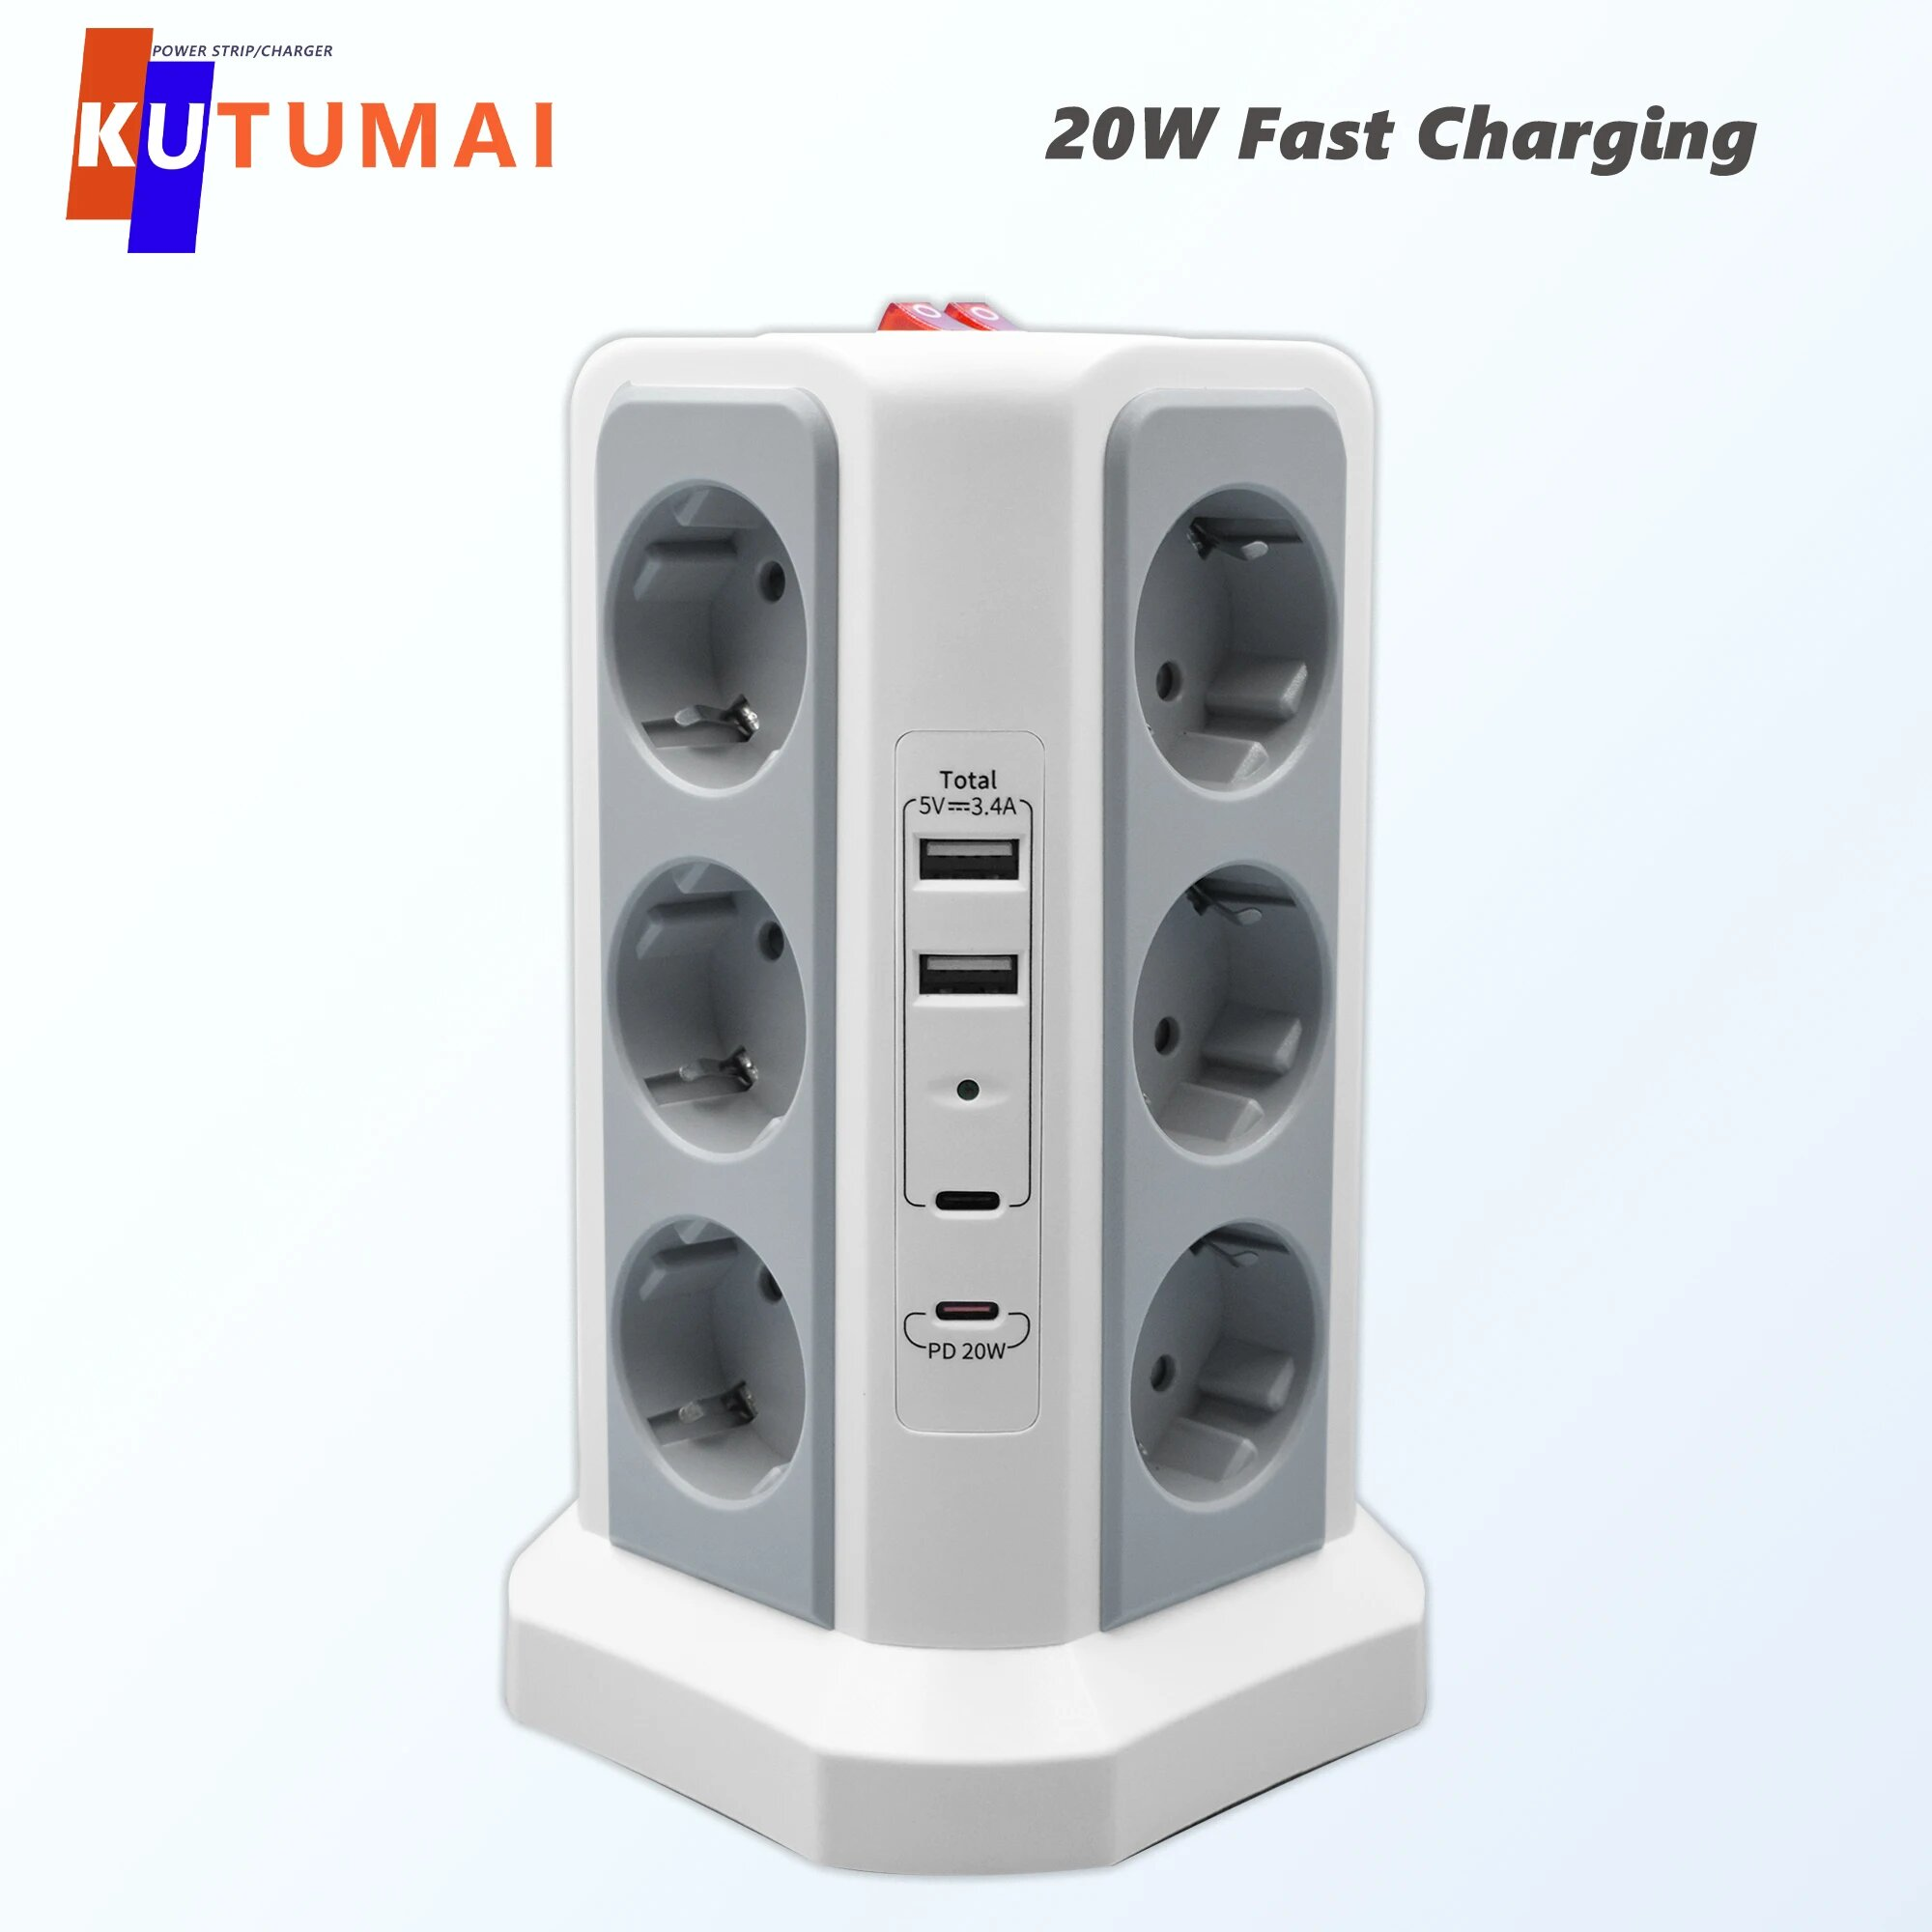 POWER STRIP/CHARGER
KUTUMAI
20W Fast Charging
Total
5V⎓3.4A
PD 20W